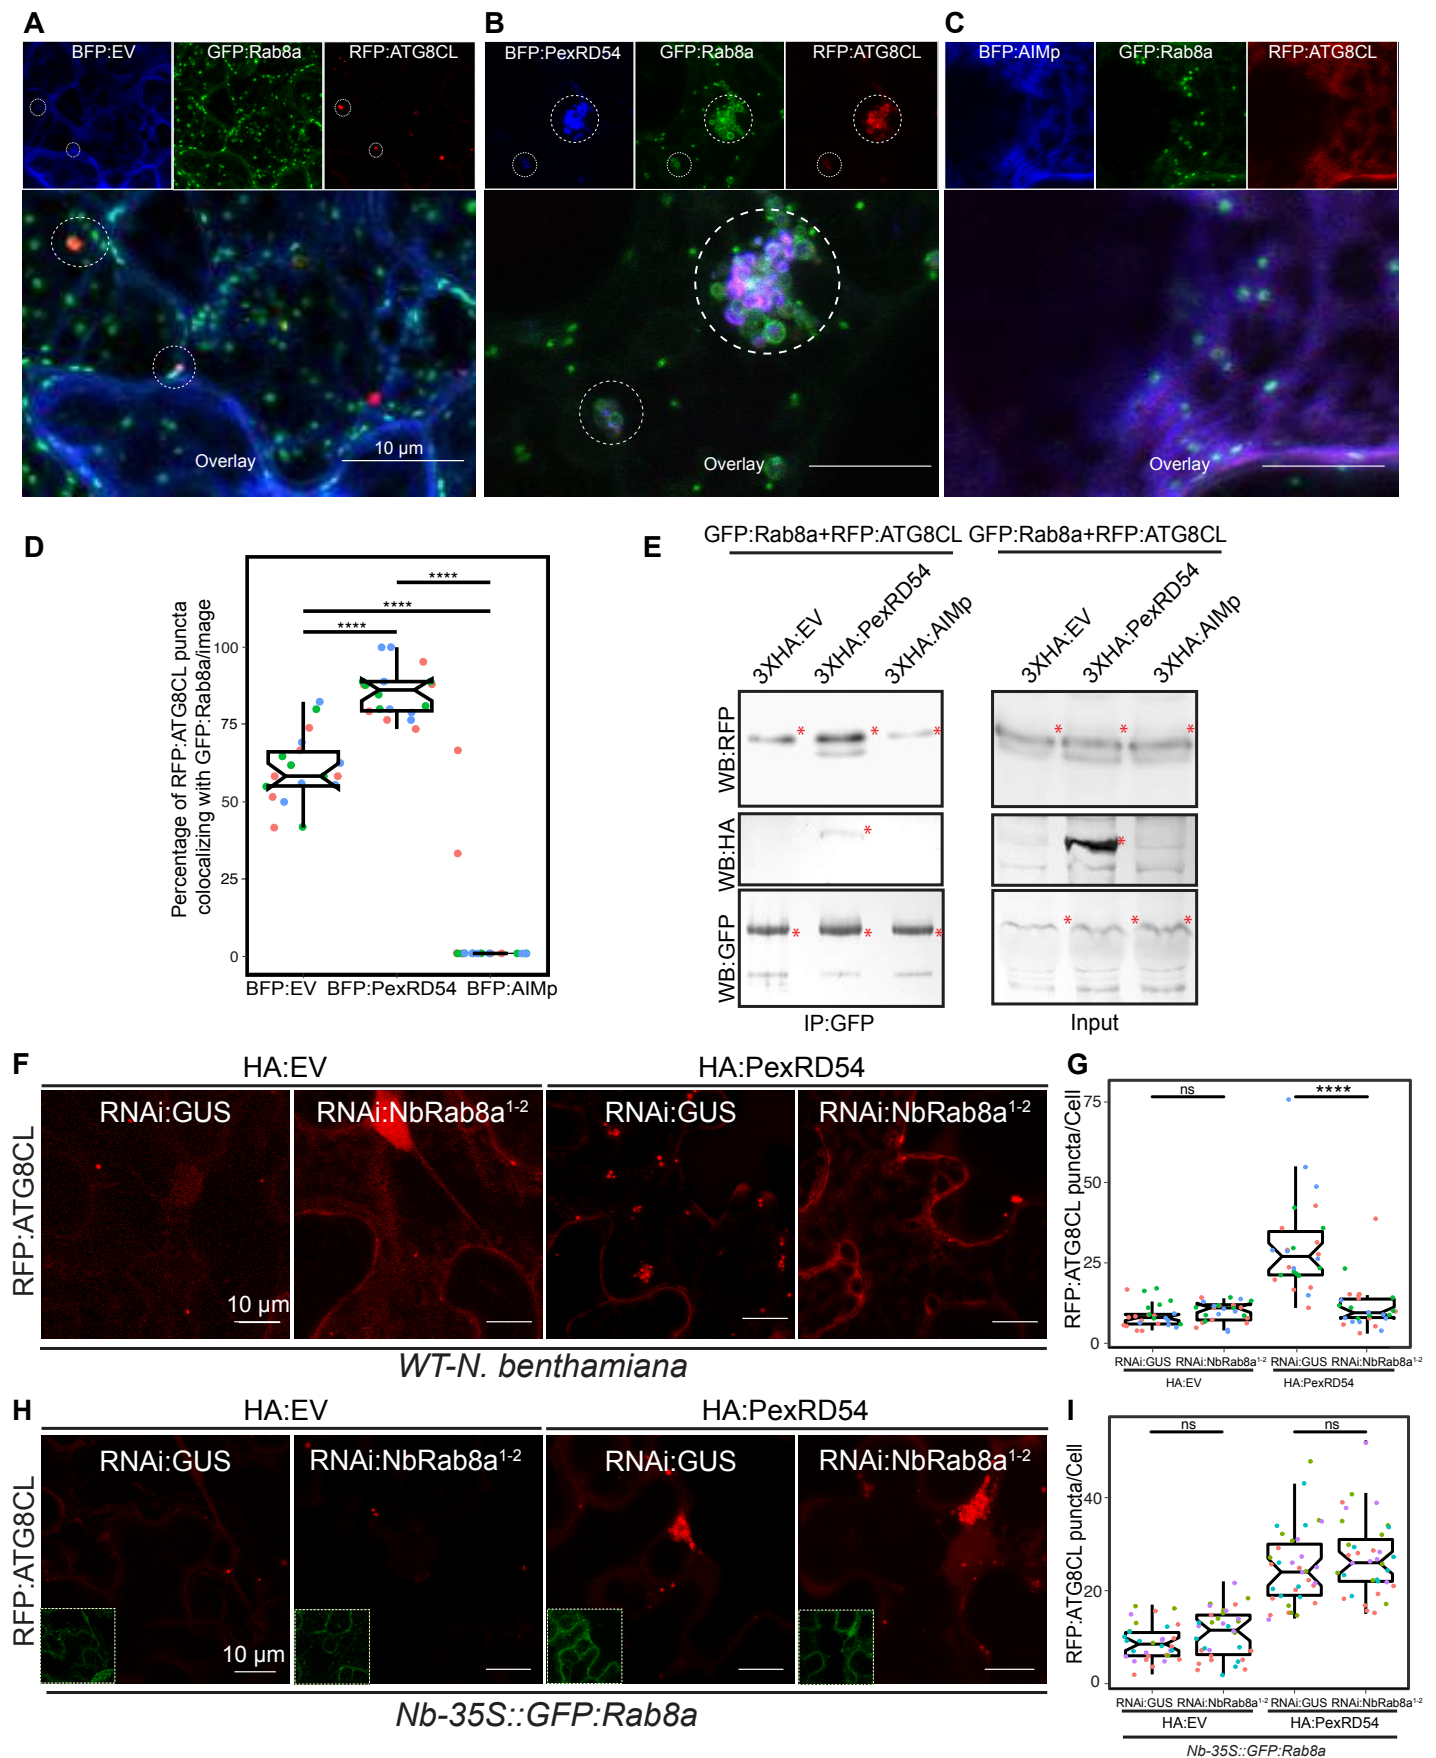 A
BFP:EV
GFP:Rab8a
RFP:ATG8CL
Overlay
10 µm
B
BFP:PexRD54
GFP:Rab8a
RFP:ATG8CL
Overlay
C
BFP:AIMp
GFP:Rab8a
RFP:ATG8CL
Overlay
D
Percentage of RFP:ATG8CL puncta
colocalizing with GFP:Rab8a/image
100
75
50
25
0
****
****
****
BFP:EV
BFP:PexRD54
BFP:AIMp
E
GFP:Rab8a+RFP:ATG8CL
GFP:Rab8a+RFP:ATG8CL
3XHA:EV
3XHA:PexRD54
3XHA:AIMp
3XHA:EV
3XHA:PexRD54
3XHA:AIMp
WB:RFP
* * *
* * *
WB:HA
*
*
WB:GFP
* * *
* * *
IP:GFP
Input
F
HA:EV
HA:PexRD54
RFP:ATG8CL
RNAi:GUS
RNAi:NbRab8a¹⁻²
RNAi:GUS
RNAi:NbRab8a¹⁻²
10 µm
WT-N. benthamiana
G
RFP:ATG8CL puncta/Cell
75
50
25
0
ns
****
RNAi:GUS
RNAi:NbRab8a¹⁻²
RNAi:GUS
RNAi:NbRab8a¹⁻²
HA:EV
HA:PexRD54
H
HA:EV
HA:PexRD54
RFP:ATG8CL
RNAi:GUS
RNAi:NbRab8a¹⁻²
RNAi:GUS
RNAi:NbRab8a¹⁻²
10 µm
Nb-35S::GFP:Rab8a
I
RFP:ATG8CL puncta/Cell
40
20
0
ns
ns
RNAi:GUS
RNAi:NbRab8a¹⁻²
RNAi:GUS
RNAi:NbRab8a¹⁻²
HA:EV
HA:PexRD54
Nb-35S::GFP:Rab8a